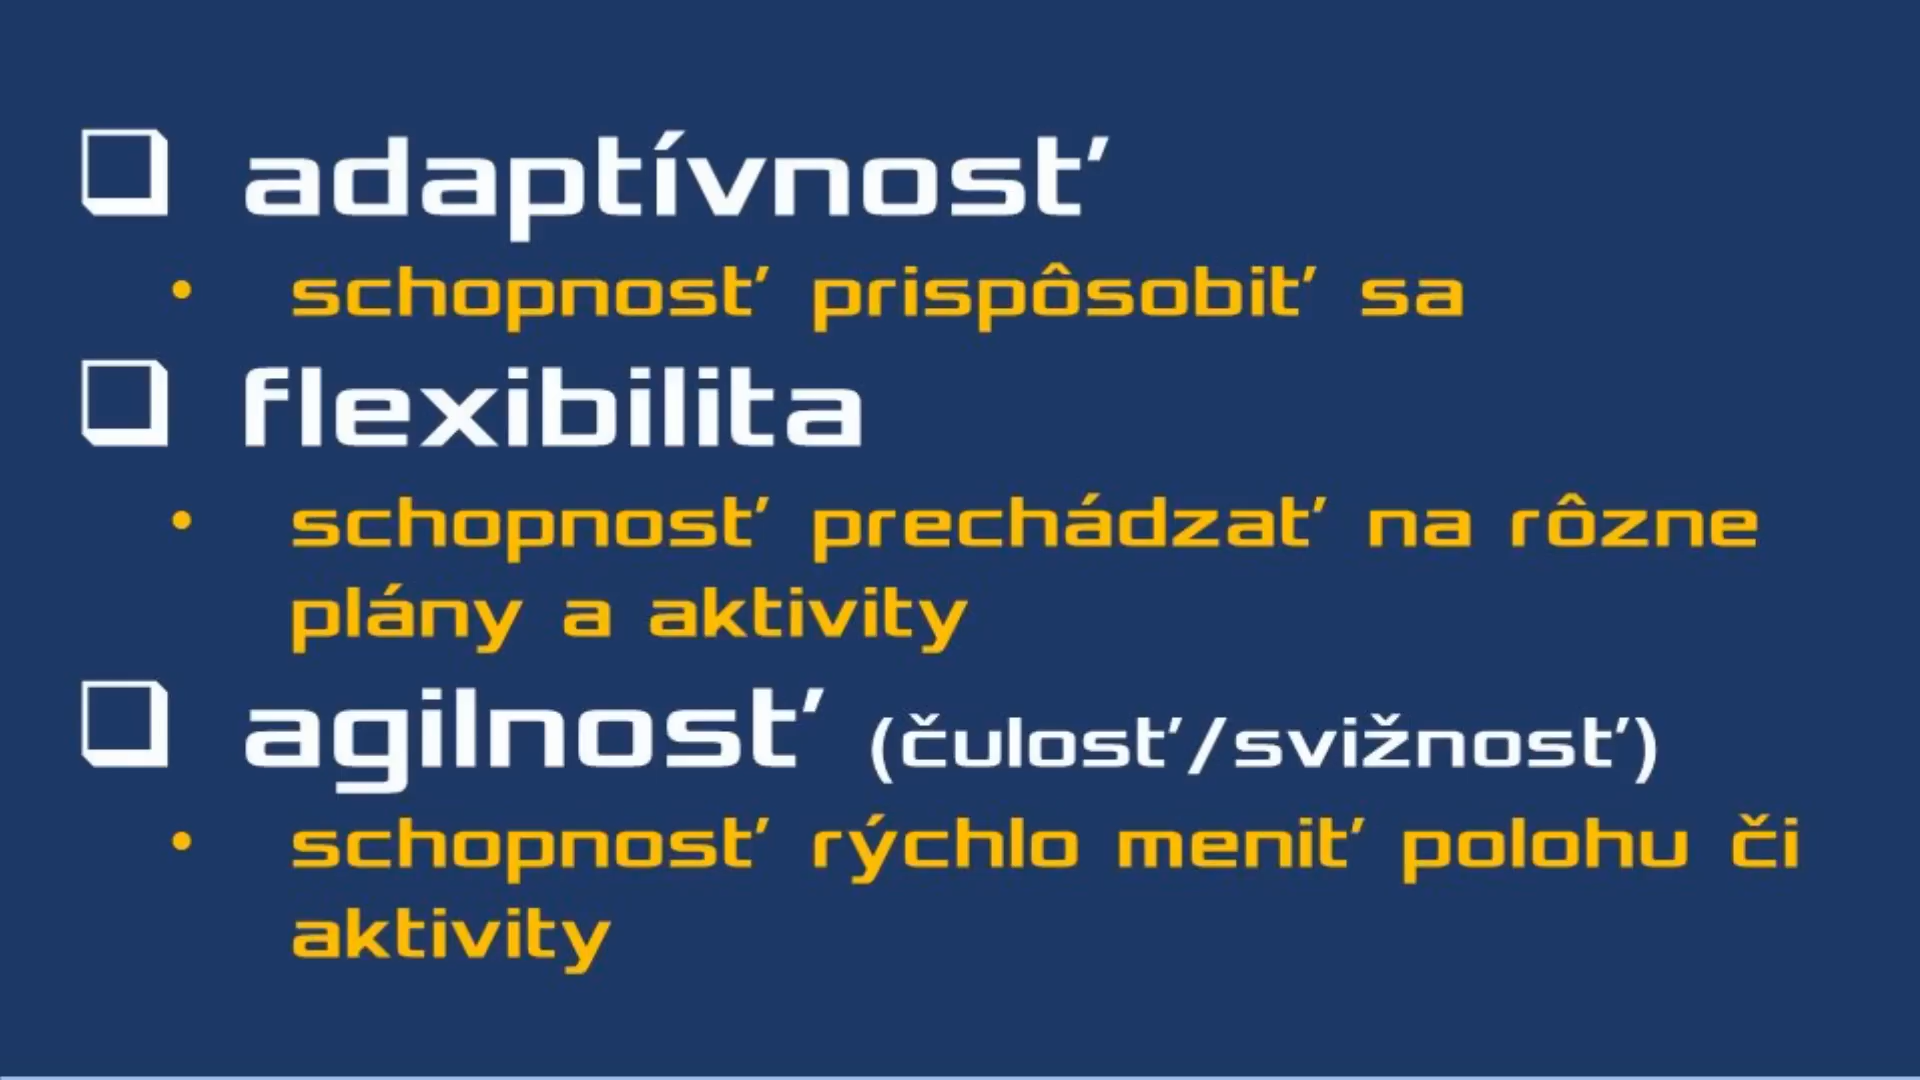 ❑ adaptívnosť
• schopnosť prispôsobiť sa
❑ flexibilita
• schopnosť prechádzať na rôzne
plány a aktivity
❑ agilnosť (čulosť/svižnosť)
• schopnosť rýchlo meniť polohu či
aktivity